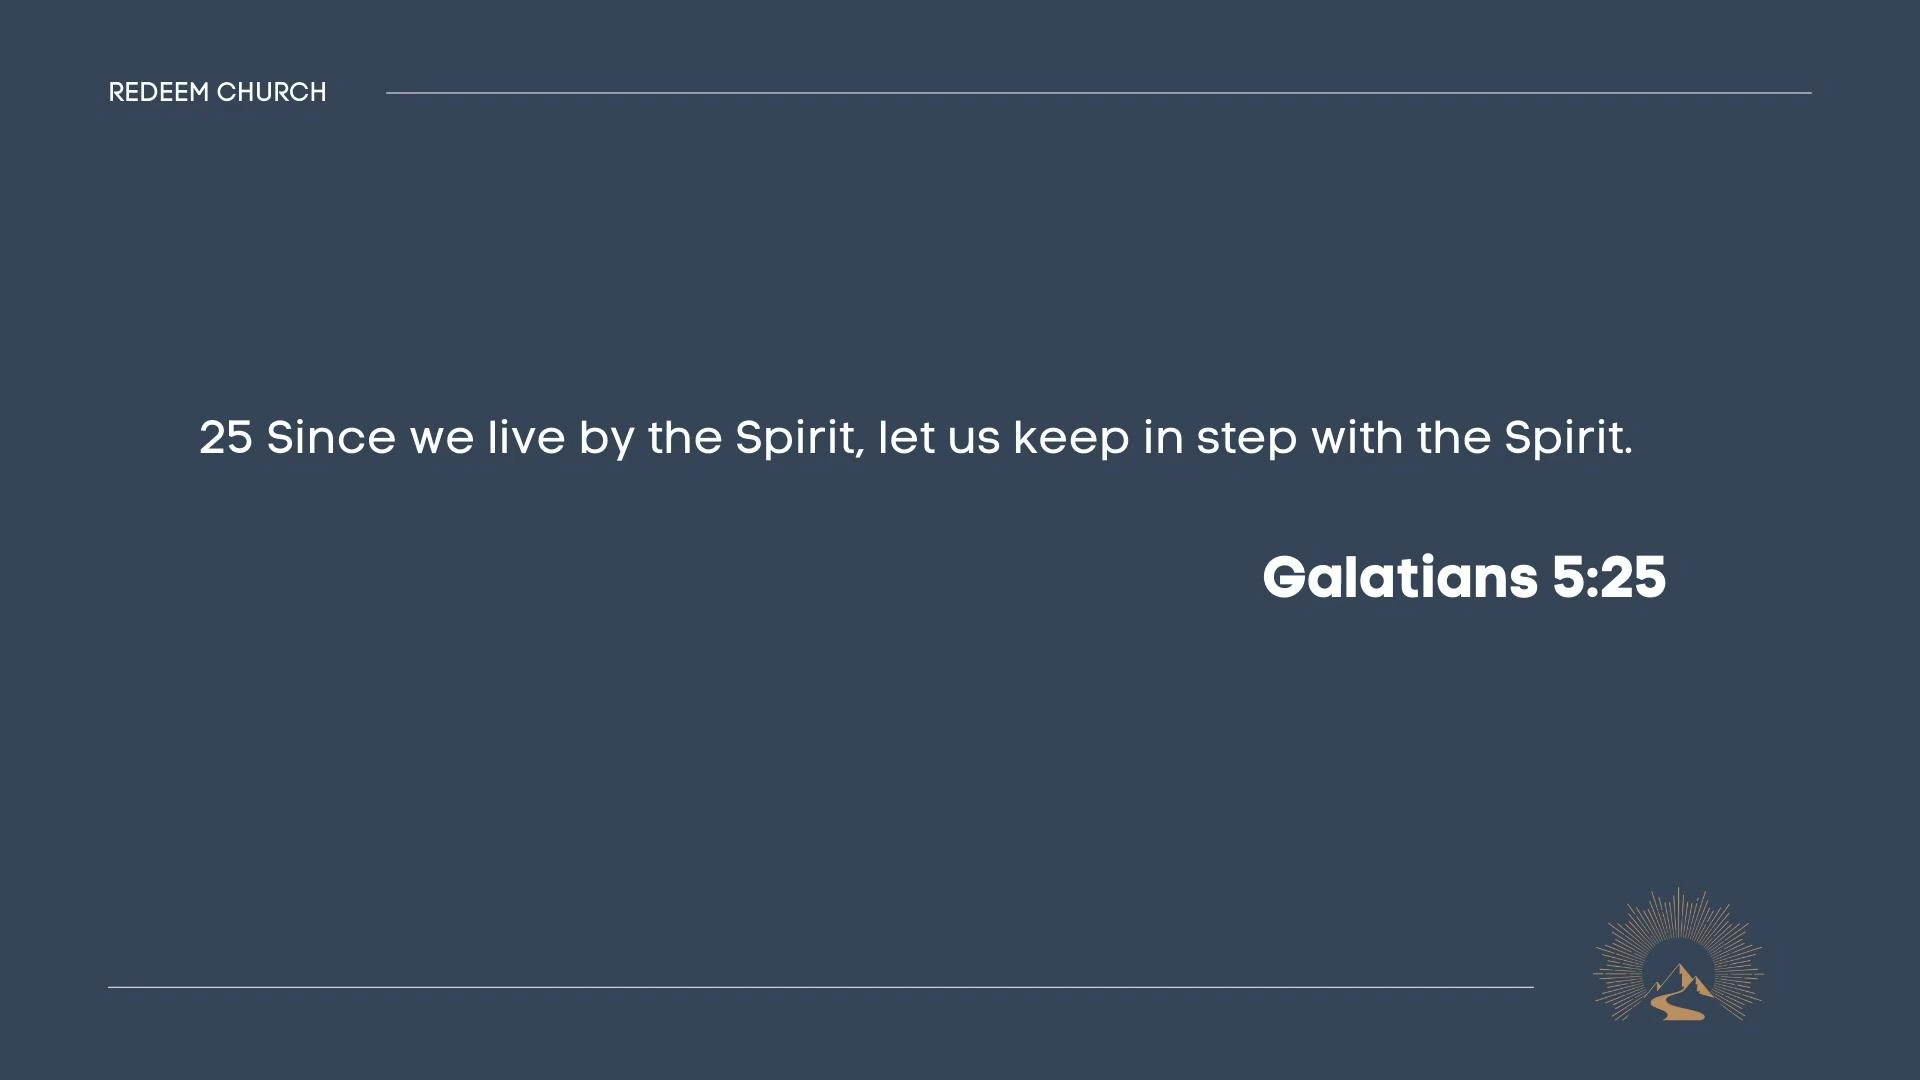 REDEEM CHURCH
25 Since we live by the Spirit, let us keep in step with the Spirit.
Galatians 5:25